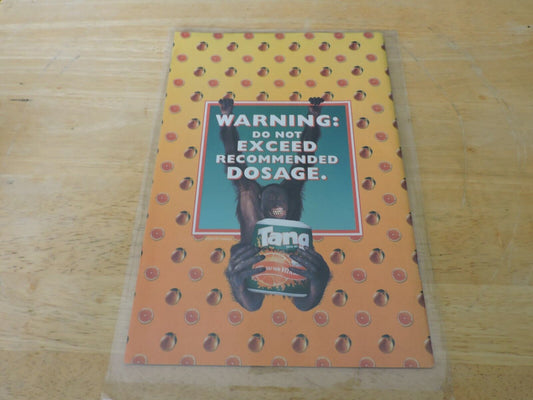 WARNING:
DO NOT
EXCEED
RECOMMENDED
DOSAGE.
Tang